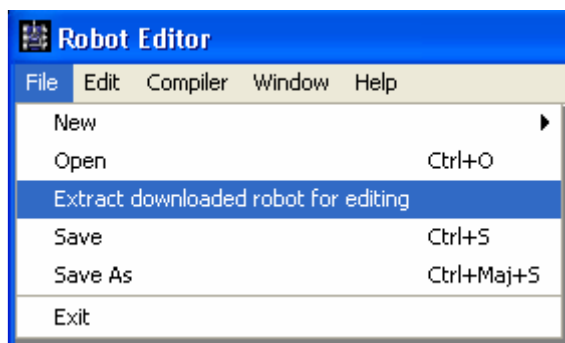 Robot Editor
File Edit Compiler Window Help
New
Open Ctrl+O
Extract downloaded robot for editing
Save Ctrl+S
Save As Ctrl+Maj+S
Exit